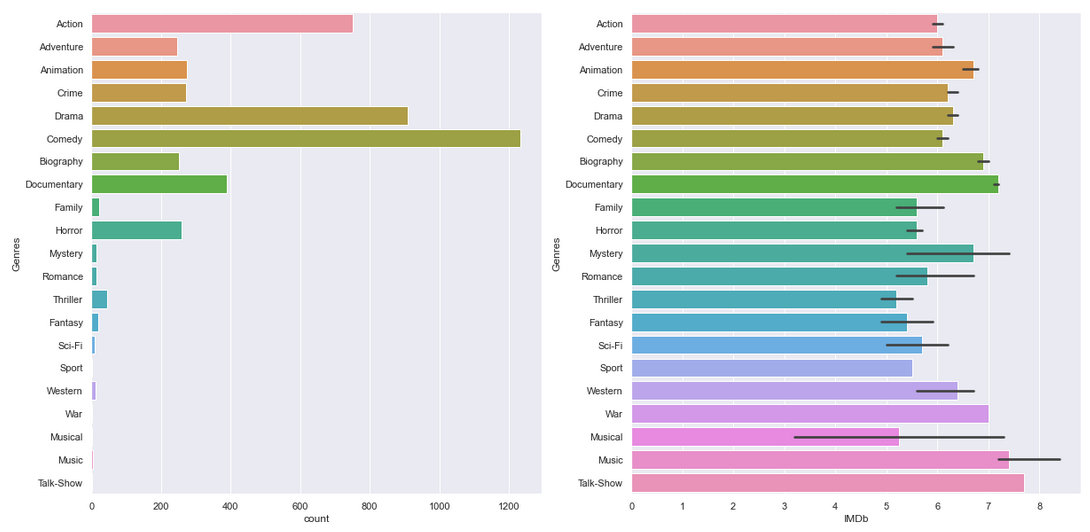 Action
Adventure
Animation
Crime
Drama
Comedy
Biography
Documentary
Family
Horror
Mystery
Romance
Thriller
Fantasy
Sci-Fi
Sport
Western
War
Musical
Music
Talk-Show
Genres
0 200 400 600 800 1000 1200
count
Action
Adventure
Animation
Crime
Drama
Comedy
Biography
Documentary
Family
Horror
Mystery
Romance
Thriller
Fantasy
Sci-Fi
Sport
Western
War
Musical
Music
Talk-Show
Genres
0 1 2 3 4 5 6 7 8
IMDb